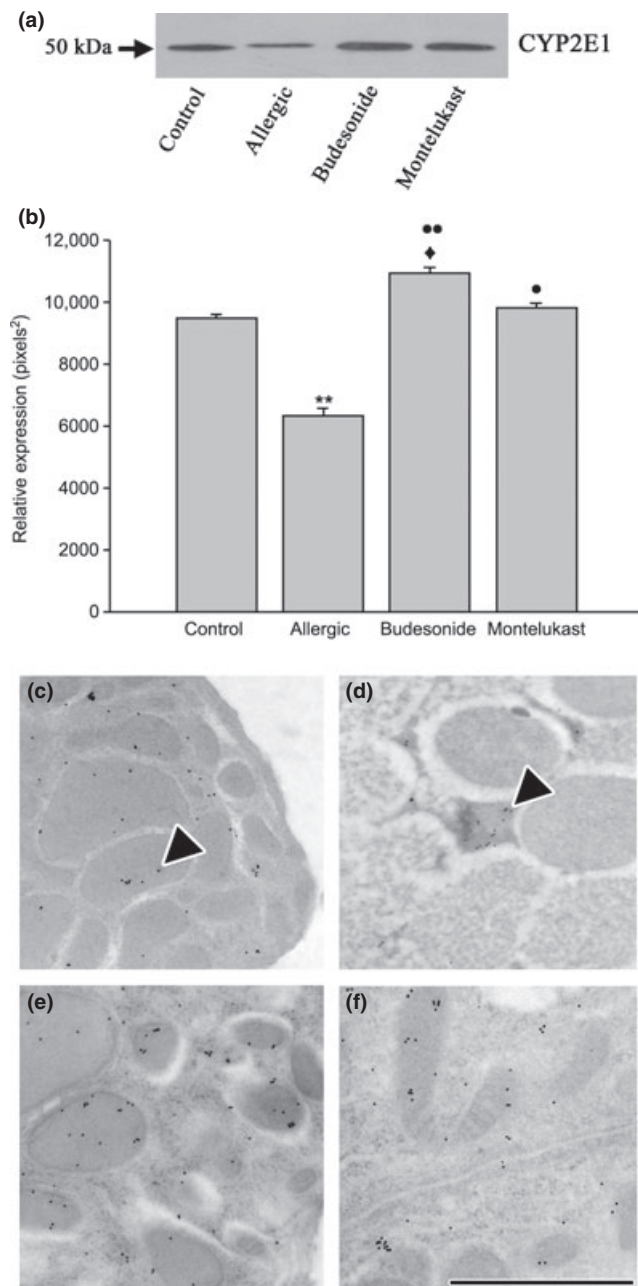 (a)
50 kDa
CYP2E1
Control
Allergic
Budesonide
Montelukast
(b)
12,000
10,000
8000
6000
4000
2000
0
Relative expression (pixels²)
**
●●
♦
●
Control Allergic Budesonide Montelukast
(c)
(d)
(e)
(f)